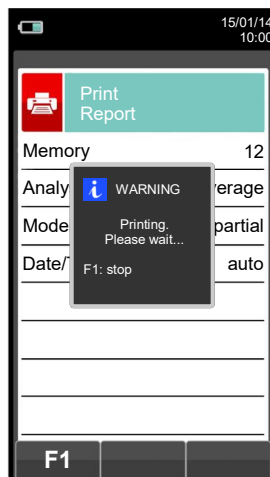 15/01/14
10:00
Print
Report
Memory 12
Analy verage
Mode partial
Date/ auto
i WARNING
Printing.
Please wait...
F1: stop
F1